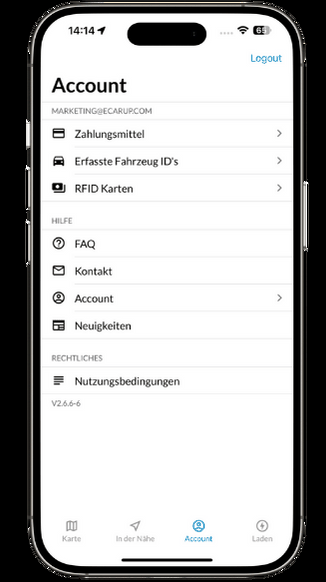 14:14
65
Logout
Account
MARKETING@ECARUP.COM
Zahlungsmittel
Erfasste Fahrzeug ID's
RFID Karten
HILFE
FAQ
Kontakt
Account
Neuigkeiten
RECHTLICHES
Nutzungsbedingungen
V2.6.6-6
Karte
In der Nähe
Account
Laden